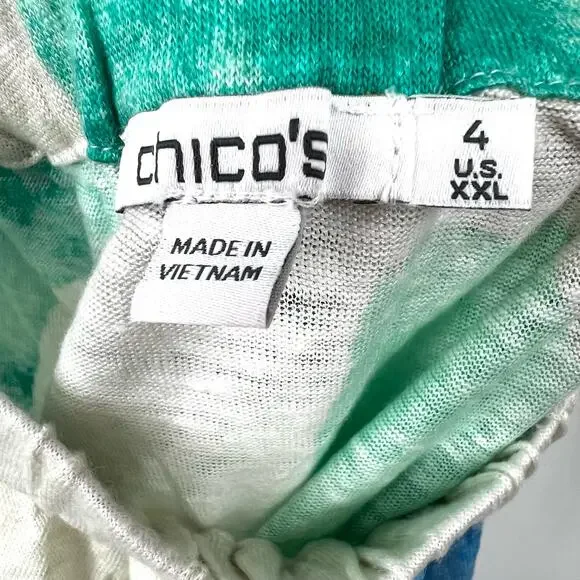 chico's
4
U.S.
XXL
MADE IN
VIETNAM